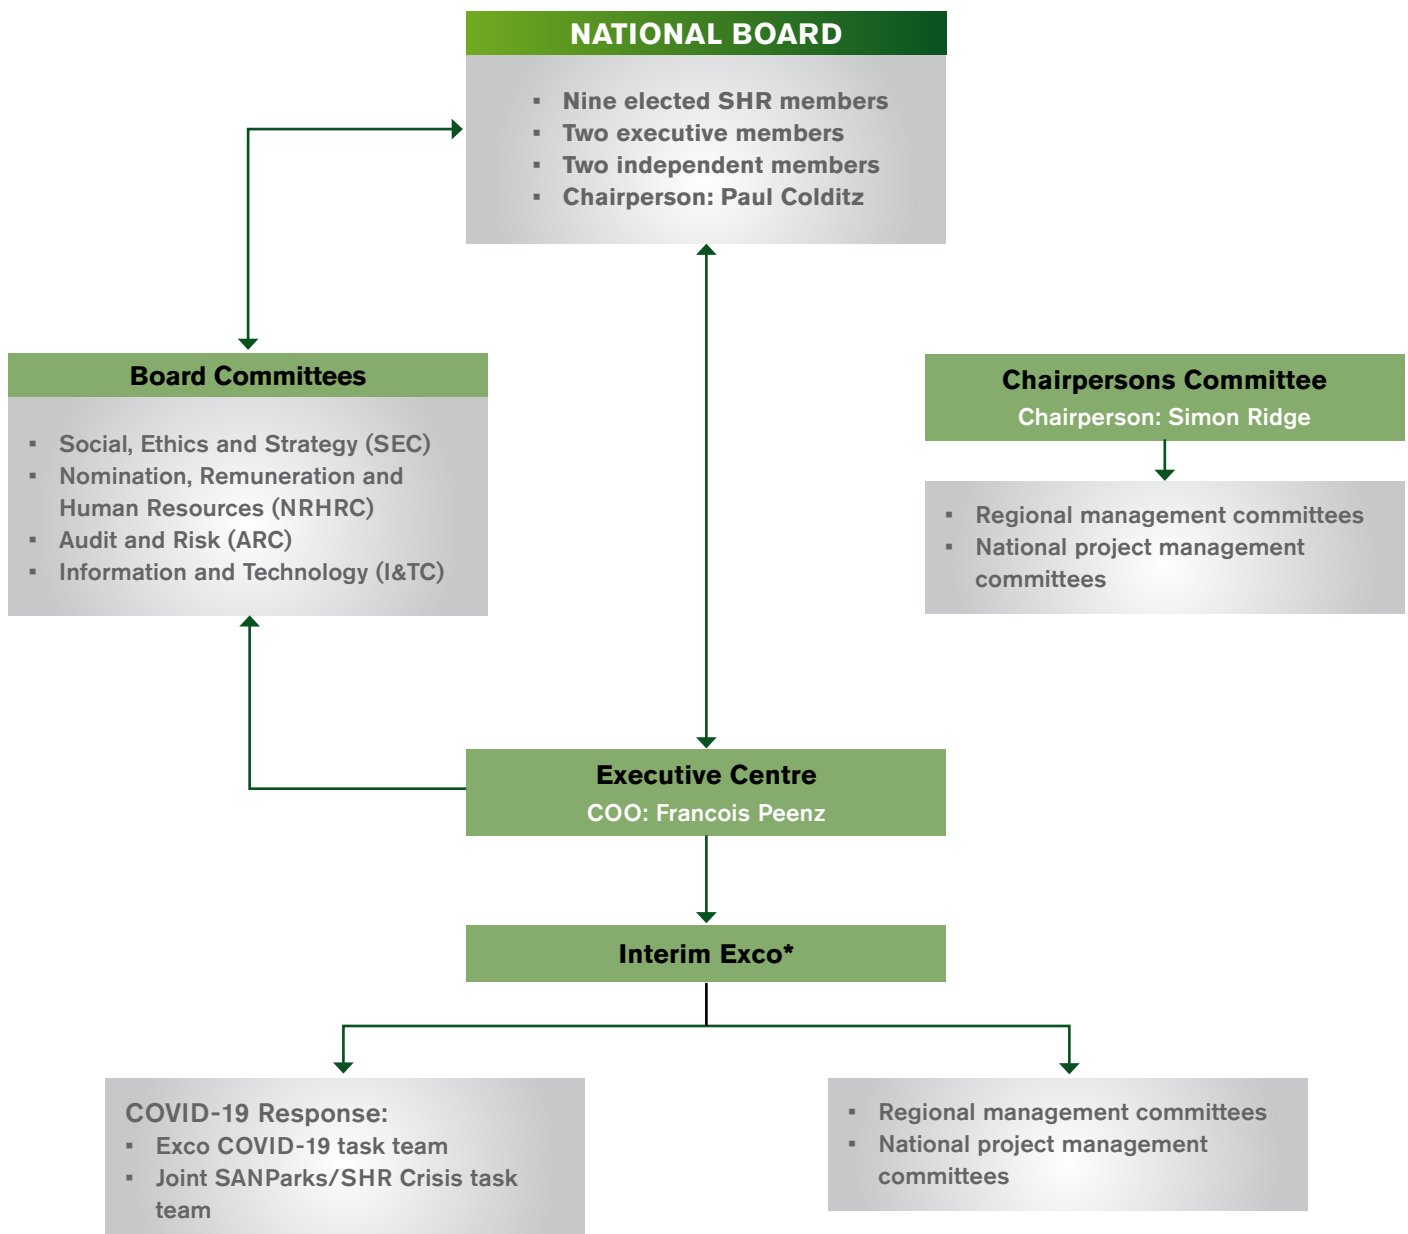 NATIONAL BOARD
▪ Nine elected SHR members
▪ Two executive members
▪ Two independent members
▪ Chairperson: Paul Colditz
Board Committees
▪ Social, Ethics and Strategy (SEC)
▪ Nomination, Remuneration and
Human Resources (NRHRC)
▪ Audit and Risk (ARC)
▪ Information and Technology (I&TC)
Chairpersons Committee
Chairperson: Simon Ridge
▪ Regional management committees
▪ National project management
committees
Executive Centre
COO: Francois Peenz
Interim Exco*
COVID-19 Response:
▪ Exco COVID-19 task team
▪ Joint SANParks/SHR Crisis task
team
▪ Regional management committees
▪ National project management
committees